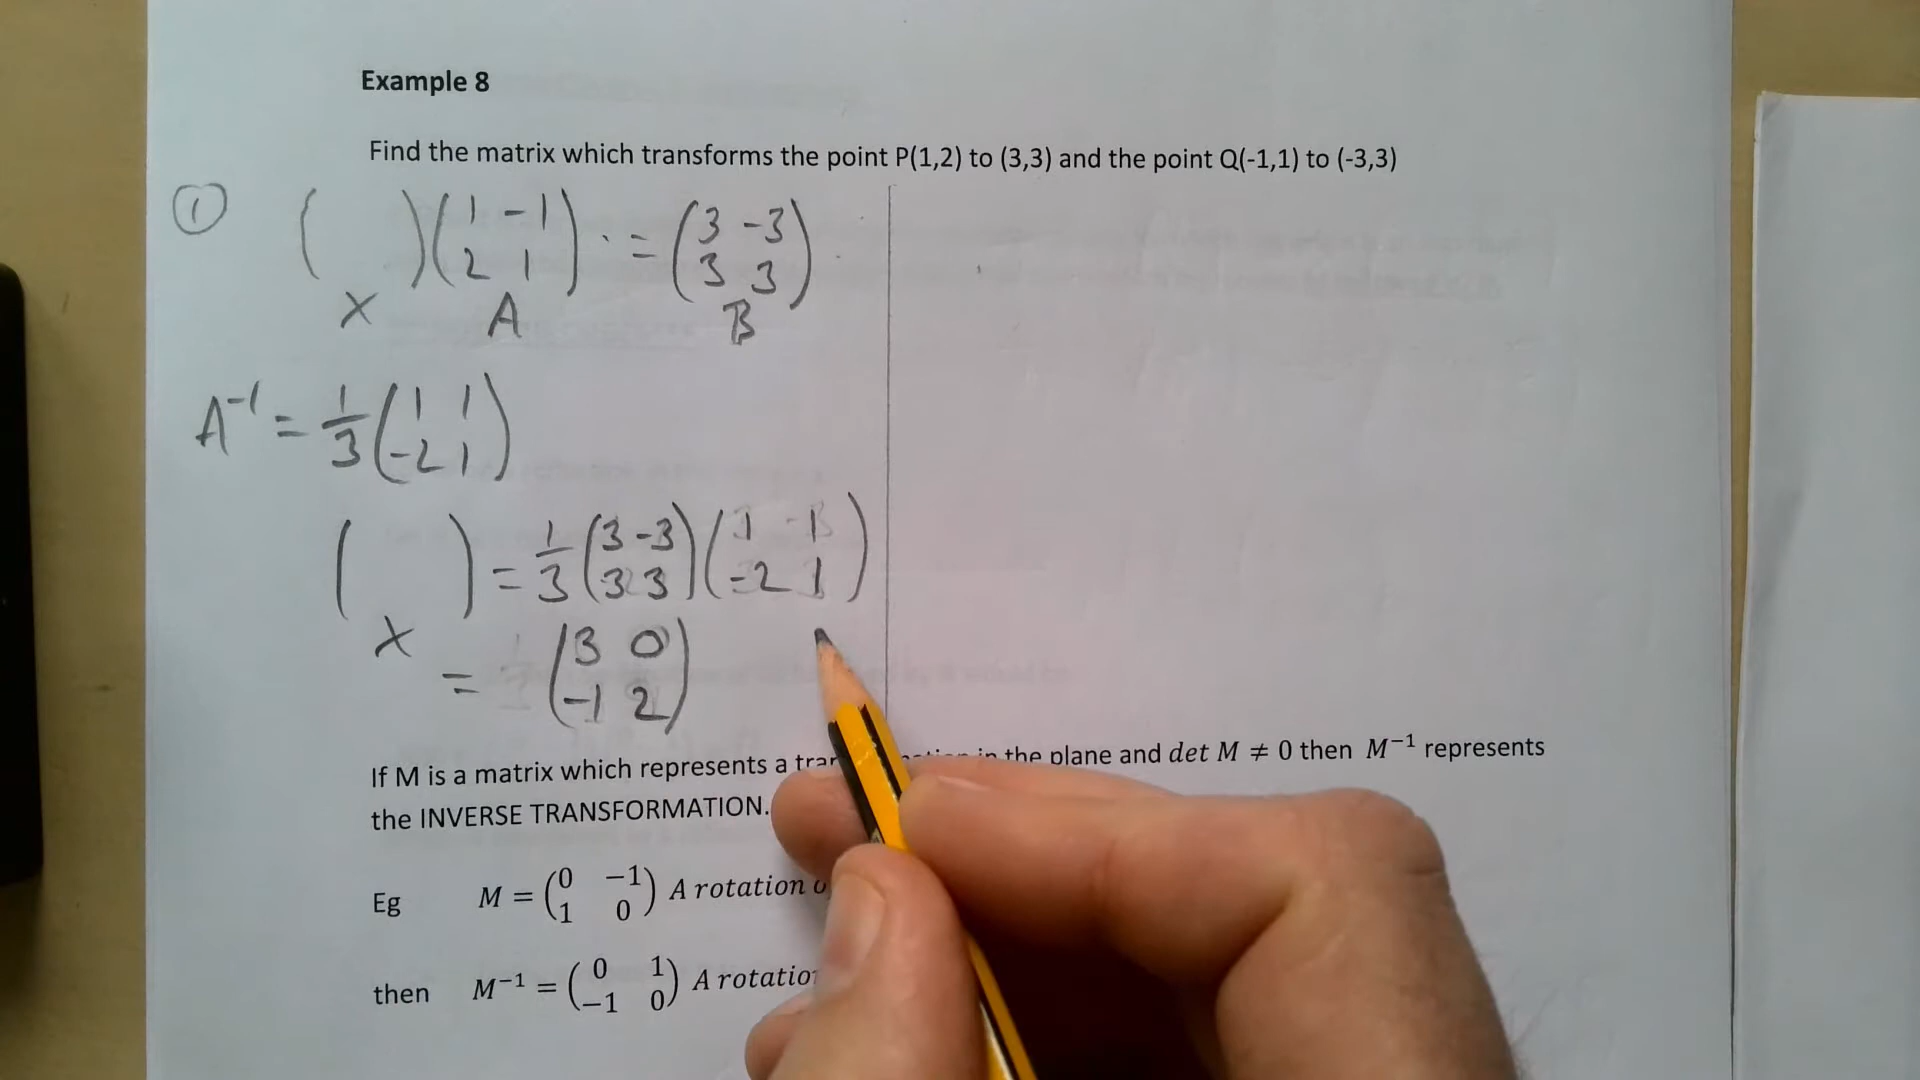 Example 8
Find the matrix which transforms the point P(1,2) to (3,3) and the point Q(-1,1) to (-3,3)
① (   ) (1 -1 = (3 -3
2 1) 3 3)
X A B
A⁻¹ = 1/3 (1 1
-2 1)
(   ) = 1/3 (3 -3) (1
3 3) (-2 1)
X
= (3 0
-1 2)
If M is a matrix which represents a in the plane and det M ≠ 0 then M⁻¹ represents
the INVERSE TRANSFORMATION.
Eg M = (0 −1
1 0) A rotation
then M⁻¹ = (0 1
−1 0) A